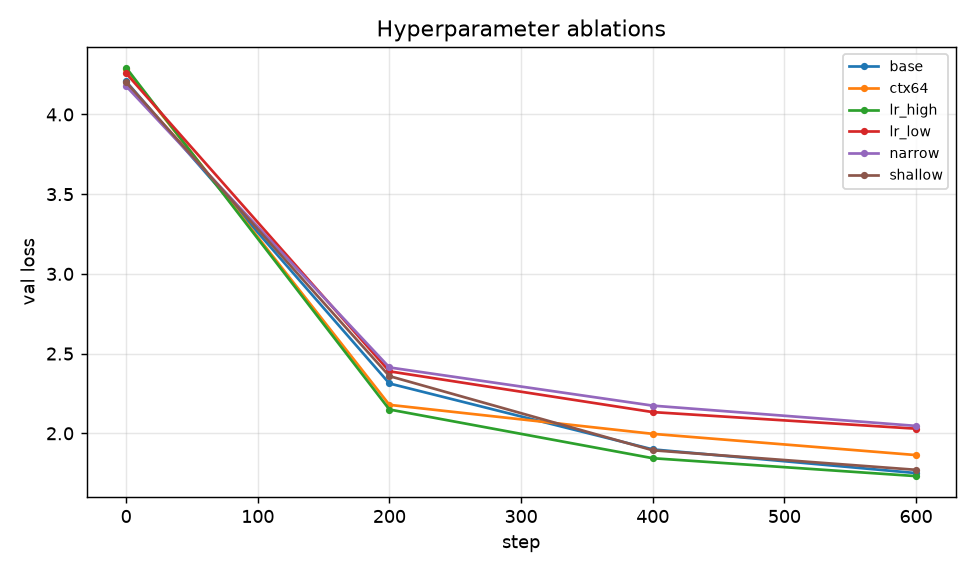 Hyperparameter ablations
val loss
4.0
3.5
3.0
2.5
2.0
0
100
200
300
400
500
600
step
base
ctx64
lr_high
lr_low
narrow
shallow